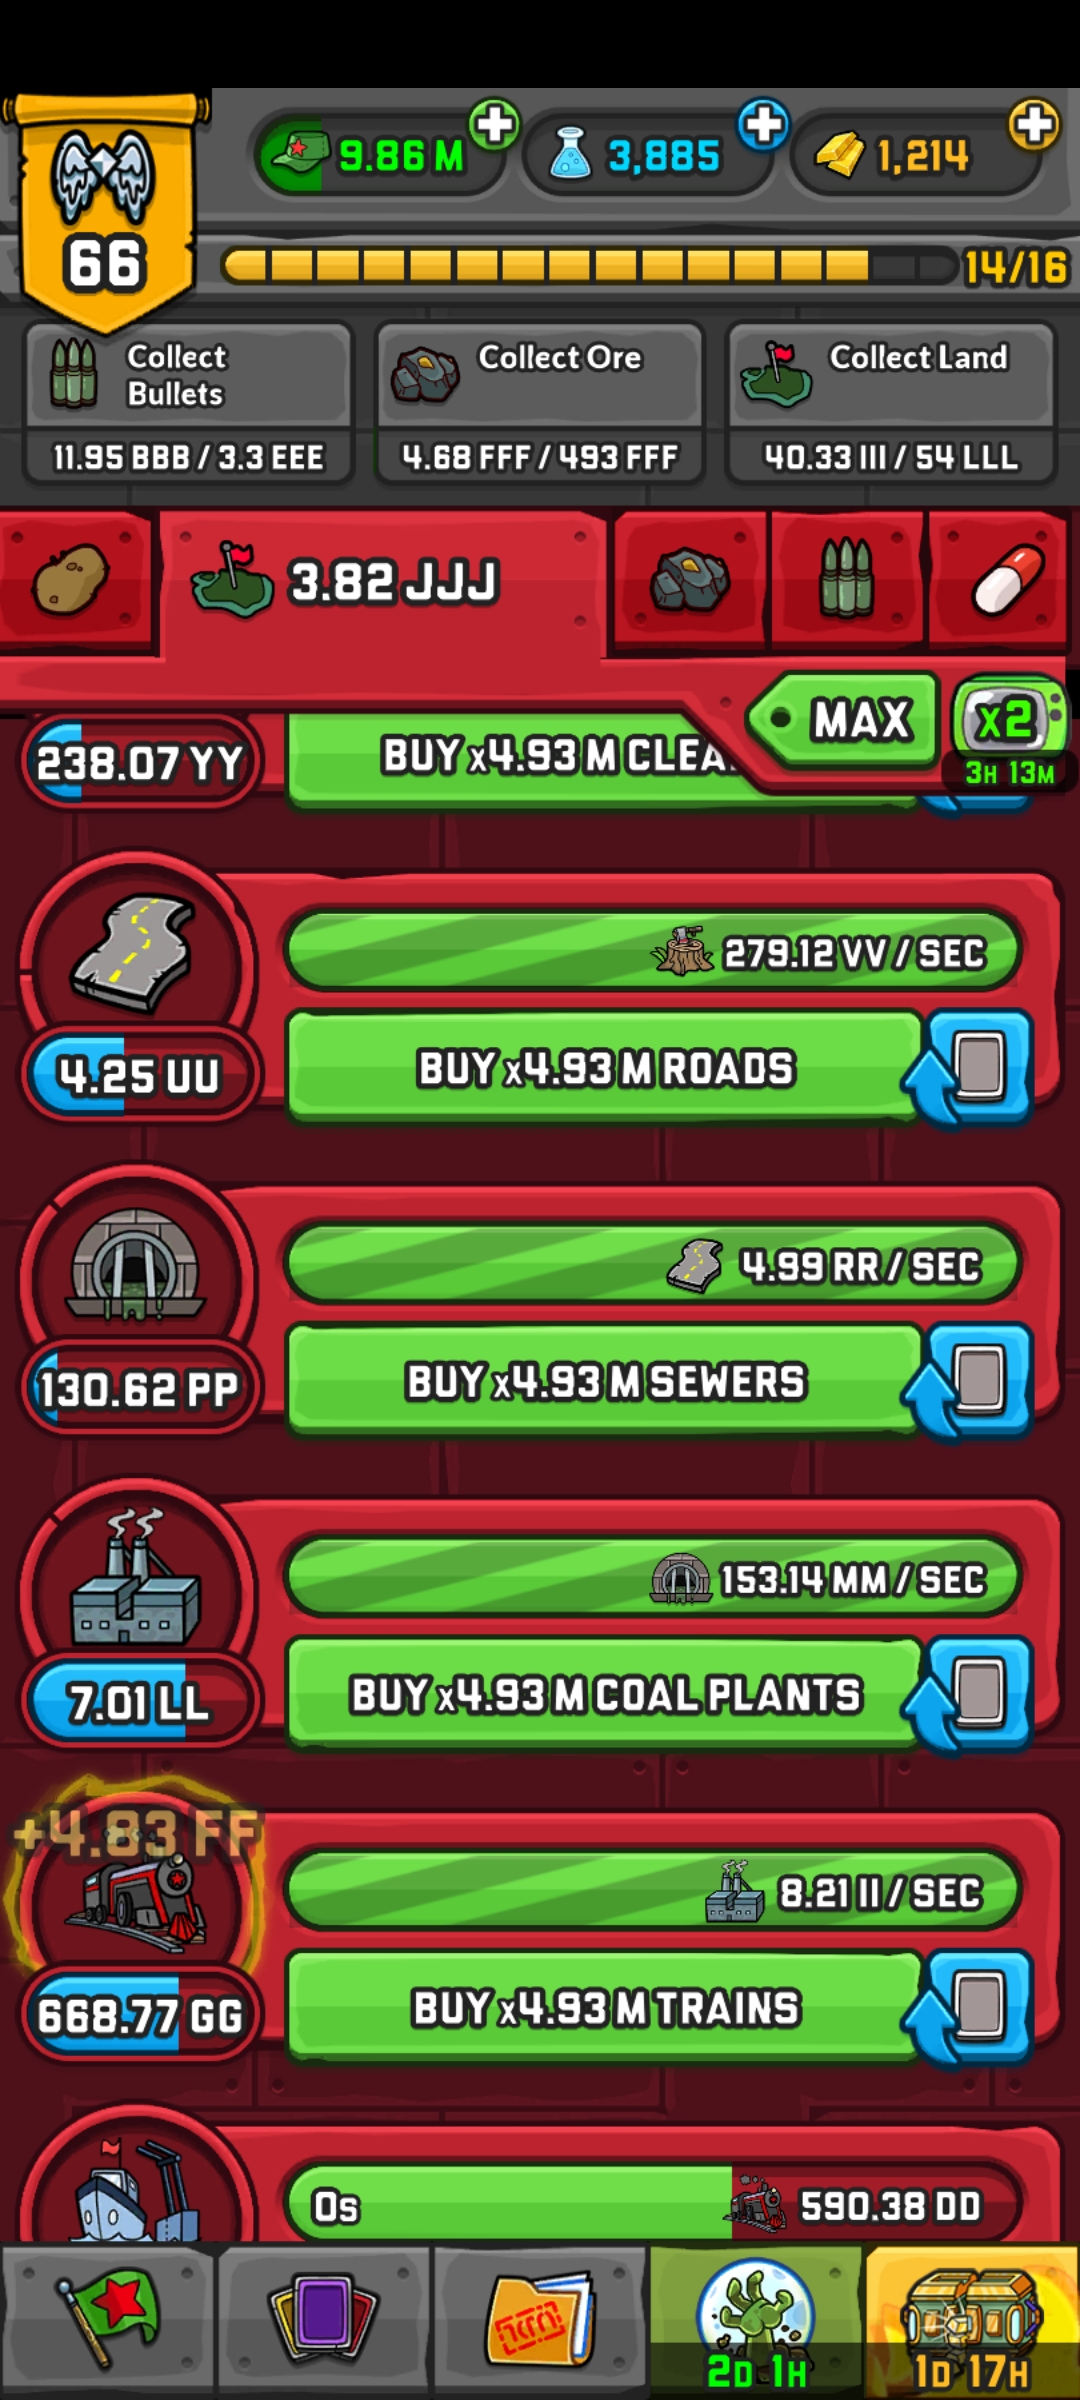 9.86 M
3,885
1,214
66
14/16
Collect
Bullets
11.95 BBB / 3.3 EEE
Collect Ore
4.68 FFF / 493 FFF
Collect Land
40.33 III / 54 LLL
3.82 JJJ
MAX
x2
3H 13M
238.07 YY
BUY x4.93 M CLEA
279.12 VV / SEC
4.25 UU
BUY x4.93 M ROADS
4.99 RR / SEC
130.62 PP
BUY x4.93 M SEWERS
153.14 MM / SEC
7.01 LL
BUY x4.93 M COAL PLANTS
+4.83 FF
8.21 II / SEC
668.77 GG
BUY x4.93 M TRAINS
0s
590.38 DD
2D 1H
1D 17H